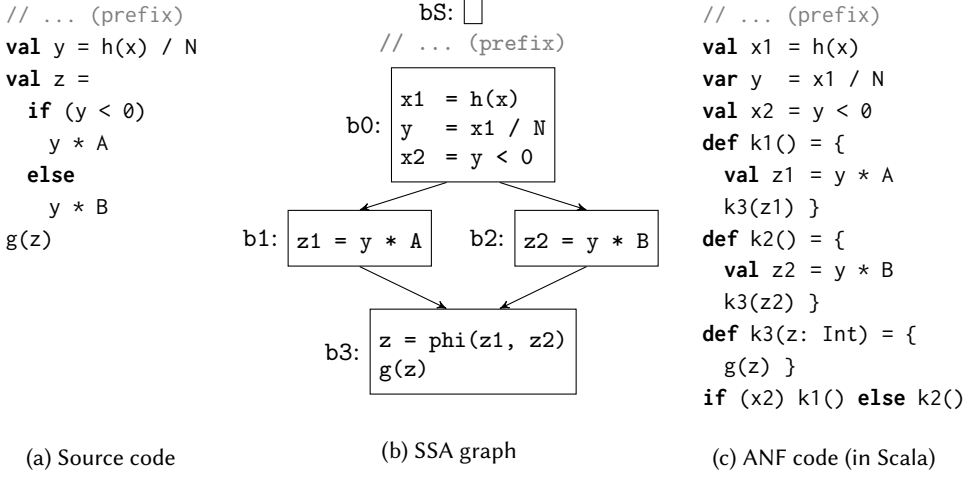 // ... (prefix)
val y = h(x) / N
val z =
  if (y < 0)
    y * A
  else
    y * B
g(z)
(a) Source code
bS:
// ... (prefix)
b0:
x1 = h(x)
y = x1 / N
x2 = y < 0
b1: z1 = y * A
b2: z2 = y * B
b3:
z = phi(z1, z2)
g(z)
(b) SSA graph
// ... (prefix)
val x1 = h(x)
var y = x1 / N
val x2 = y < 0
def k1() = {
  val z1 = y * A
  k3(z1) }
def k2() = {
  val z2 = y * B
  k3(z2) }
def k3(z: Int) = {
  g(z) }
if (x2) k1() else k2()
(c) ANF code (in Scala)